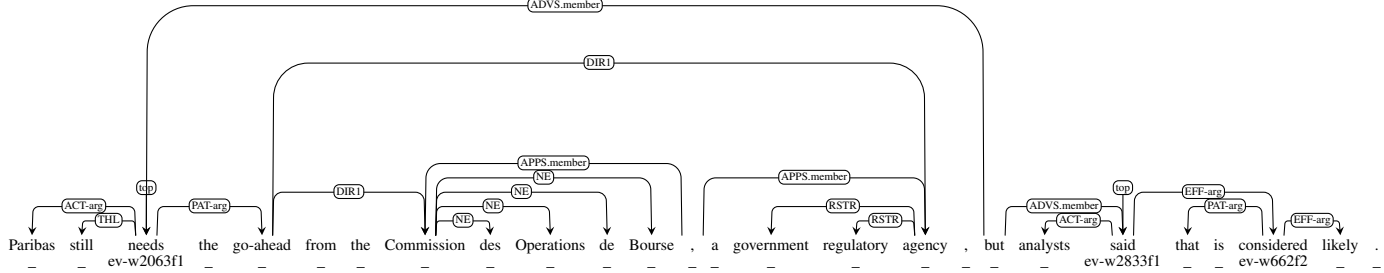 ADVS.member
DIR1
APPS.member
NE
APPS.member
top
DIR1
NE
top
EFF-arg
ACT-arg
PAT-arg
NE
RSTR
ADVS.member
PAT-arg
THL
NE
RSTR
ACT-arg
EFF-arg
Paribas still needs the go-ahead from the Commission des Operations de Bourse , a government regulatory agency , but analysts said that is considered likely .
ev-w2063f1 ev-w2833f1 ev-w662f2
_ _ _ _ _ _ _ _ _ _ _ _ _ _ _ _ _ _ _ _ _ _ _ _ _ _